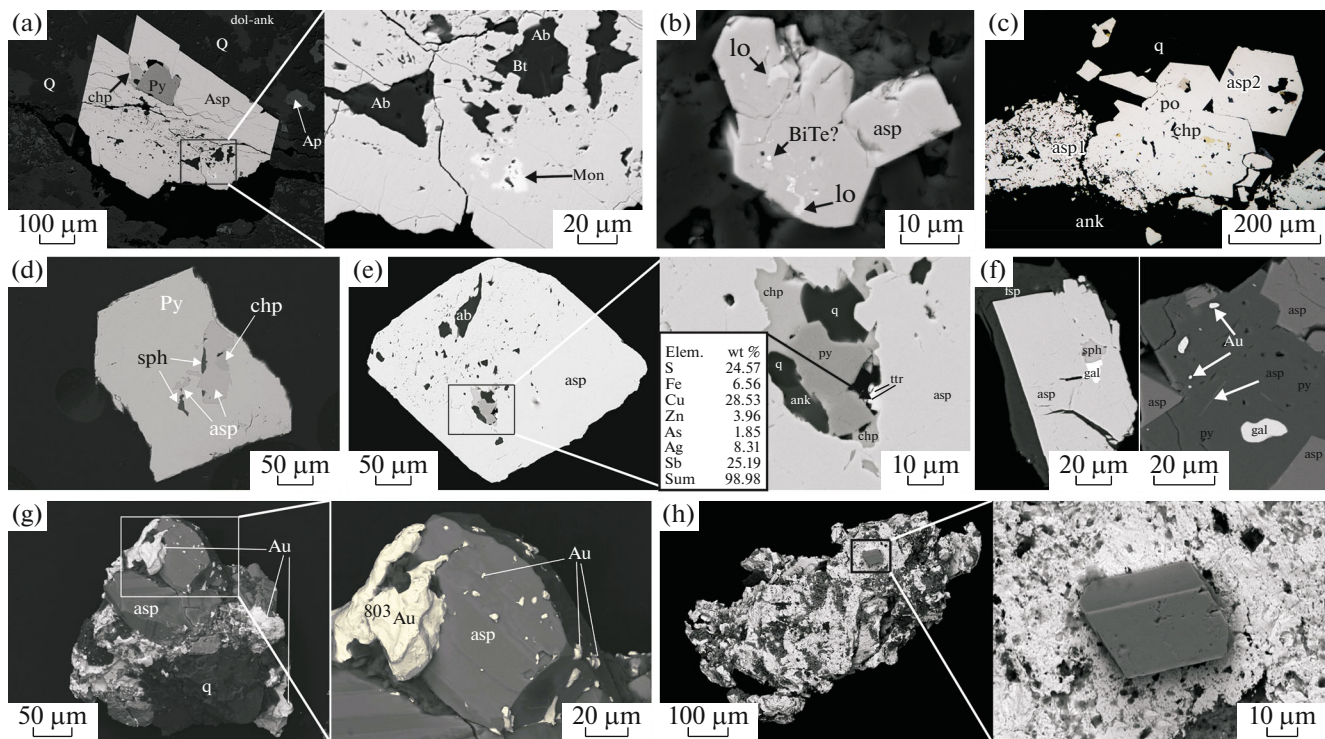 (a)
dol-ank
Q
Q
chp
Py
Asp
Ap
100 µm
Ab
Bt
Ab
Mon
20 µm
(b)
lo
BiTe?
asp
lo
10 µm
(c)
q
asp2
po
chp
asp1
ank
200 µm
(d)
Py
chp
sph
asp
50 µm
(e)
ab
asp
50 µm
chp
q
py
q
ttr
ank
asp
chp
10 µm
Elem. wt %
S 24.57
Fe 6.56
Cu 28.53
Zn 3.96
As 1.85
Ag 8.31
Sb 25.19
Sum 98.98
(f)
fsp
sph
gal
asp
20 µm
asp
Au
asp
py
asp
py
gal
asp
20 µm
(g)
Au
asp
q
50 µm
Au
803
Au
asp
20 µm
(h)
100 µm
10 µm